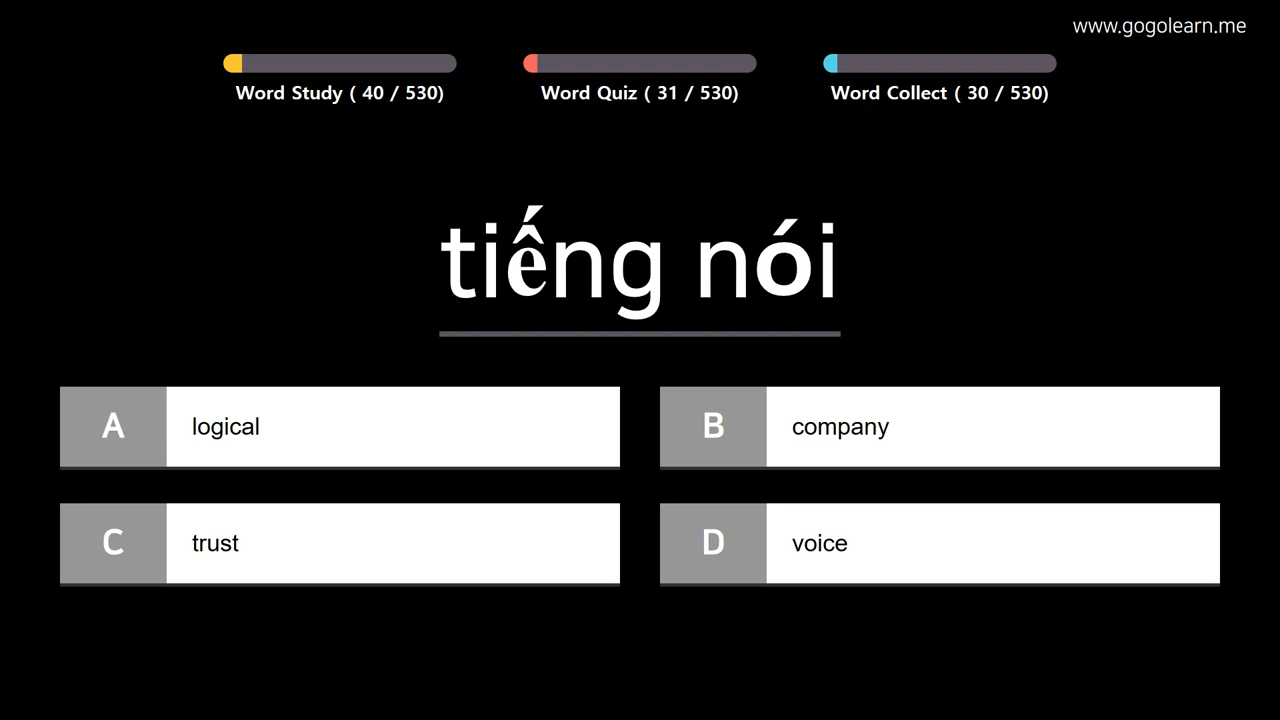 www.gogolearn.me
Word Study ( 40 / 530)
Word Quiz ( 31 / 530)
Word Collect ( 30 / 530)
tiếng nói
A logical
B company
C trust
D voice